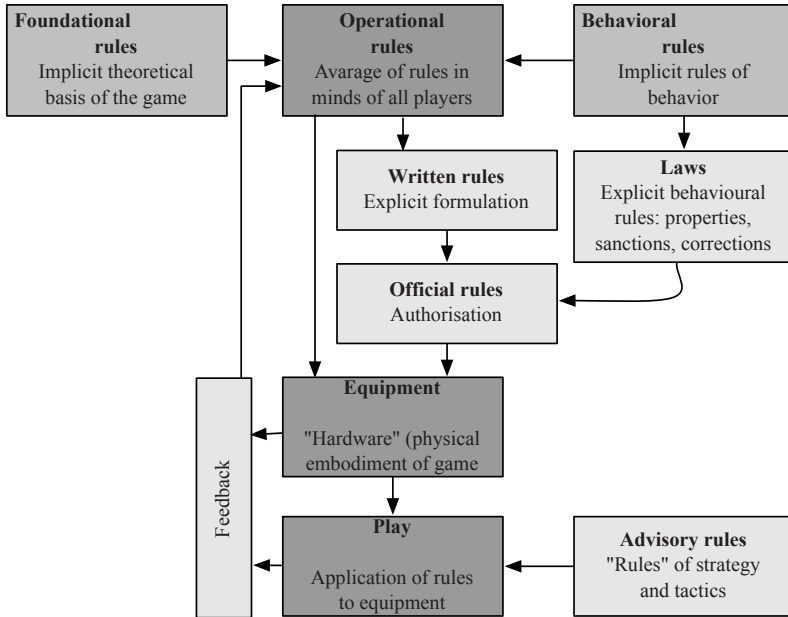 Foundational
rules
Implicit theoretical
basis of the game
Operational
rules
Avarage of rules in
minds of all players
Behavioral
rules
Implicit rules of
behavior
Written rules
Explicit formulation
Laws
Explicit behavioural
rules: properties,
sanctions, corrections
Official rules
Authorisation
Equipment
"Hardware" (physical
embodiment of game
Feedback
Play
Application of rules
to equipment
Advisory rules
"Rules" of strategy
and tactics